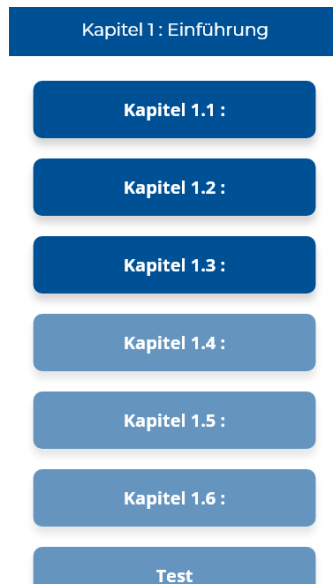 Kapitel 1 : Einführung
Kapitel 1.1 :
Kapitel 1.2 :
Kapitel 1.3 :
Kapitel 1.4 :
Kapitel 1.5 :
Kapitel 1.6 :
Test